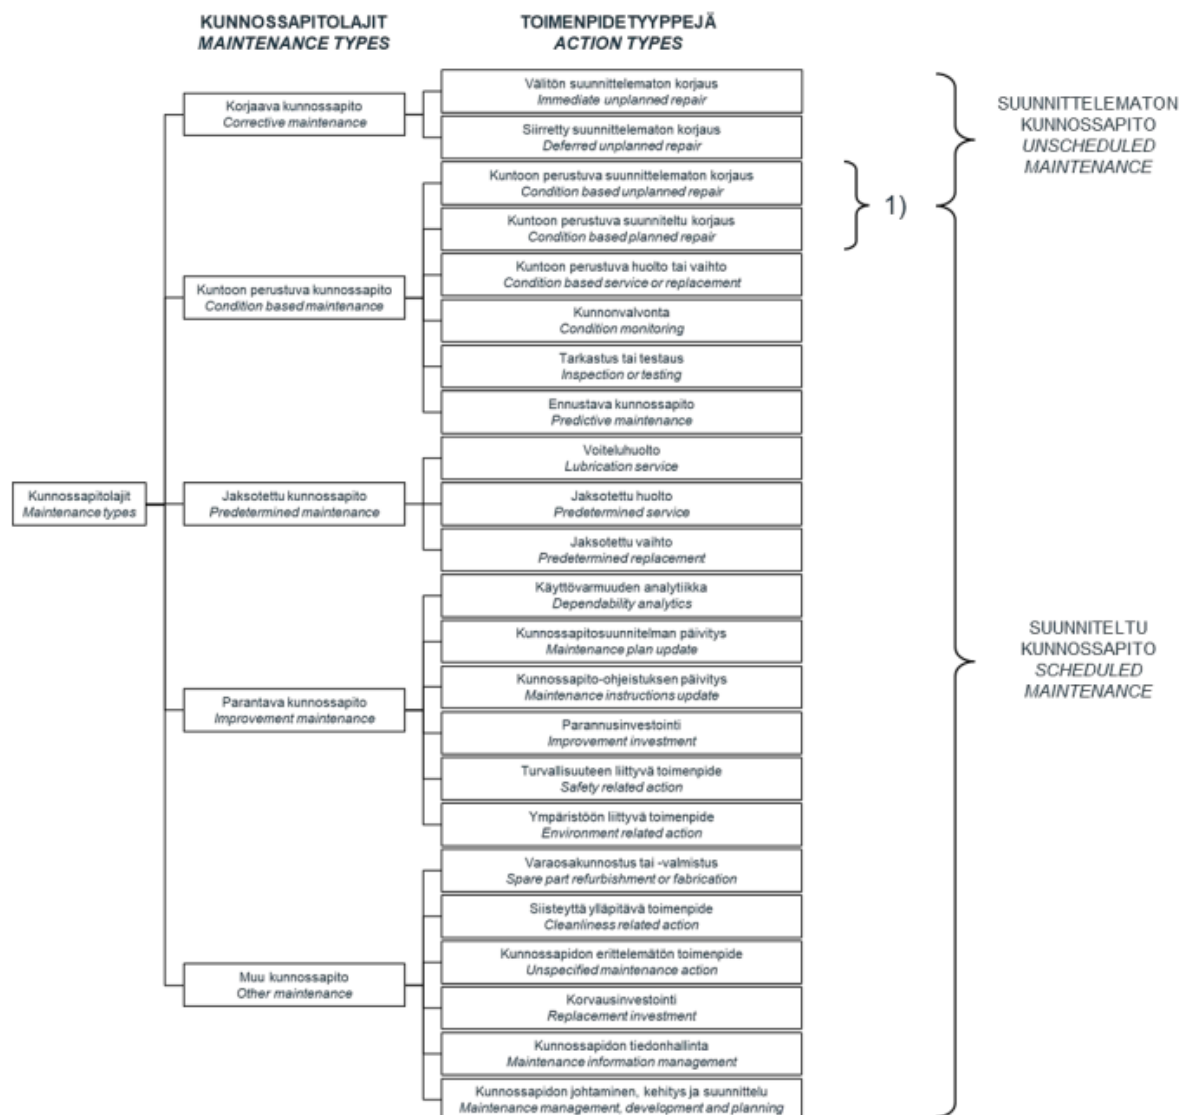 KUNNOSSAPITOLAJIT
MAINTENANCE TYPES
TOIMENPIDETYYPPEJÄ
ACTION TYPES
Kunnossapitolajit
Maintenance types
Korjaava kunnossapito
Corrective maintenance
Välitön suunnittelematon korjaus
Immediate unplanned repair
Siirretty suunnittelematon korjaus
Deferred unplanned repair
Kuntoon perustuva kunnossapito
Condition based maintenance
Kuntoon perustuva suunnittelematon korjaus
Condition based unplanned repair
Kuntoon perustuva suunniteltu korjaus
Condition based planned repair
Kuntoon perustuva huolto tai vaihto
Condition based service or replacement
Kunnonvalvonta
Condition monitoring
Tarkastus tai testaus
Inspection or testing
Ennustava kunnossapito
Predictive maintenance
Jaksotettu kunnossapito
Predetermined maintenance
Voiteluhuolto
Lubrication service
Jaksotettu huolto
Predetermined service
Jaksotettu vaihto
Predetermined replacement
Parantava kunnossapito
Improvement maintenance
Käyttövarmuuden analytiikka
Dependability analytics
Kunnossapitosuunnitelman päivitys
Maintenance plan update
Kunnossapito-ohjeistuksen päivitys
Maintenance instructions update
Parannusinvestointi
Improvement investment
Turvallisuuteen liittyvä toimenpide
Safety related action
Ympäristöön liittyvä toimenpide
Environment related action
Muu kunnossapito
Other maintenance
Varaosakunnostus tai -valmistus
Spare part refurbishment or fabrication
Siisteyttä ylläpitävä toimenpide
Cleanliness related action
Kunnossapidon erittelemätön toimenpide
Unspecified maintenance action
Korvausinvestointi
Replacement investment
Kunnossapidon tiedonhallinta
Maintenance information management
Kunnossapidon johtaminen, kehitys ja suunnittelu
Maintenance management, development and planning
1)
SUUNNITTELEMATON
KUNNOSSAPITO
UNSCHEDULED
MAINTENANCE
SUUNNITELTU
KUNNOSSAPITO
SCHEDULED
MAINTENANCE